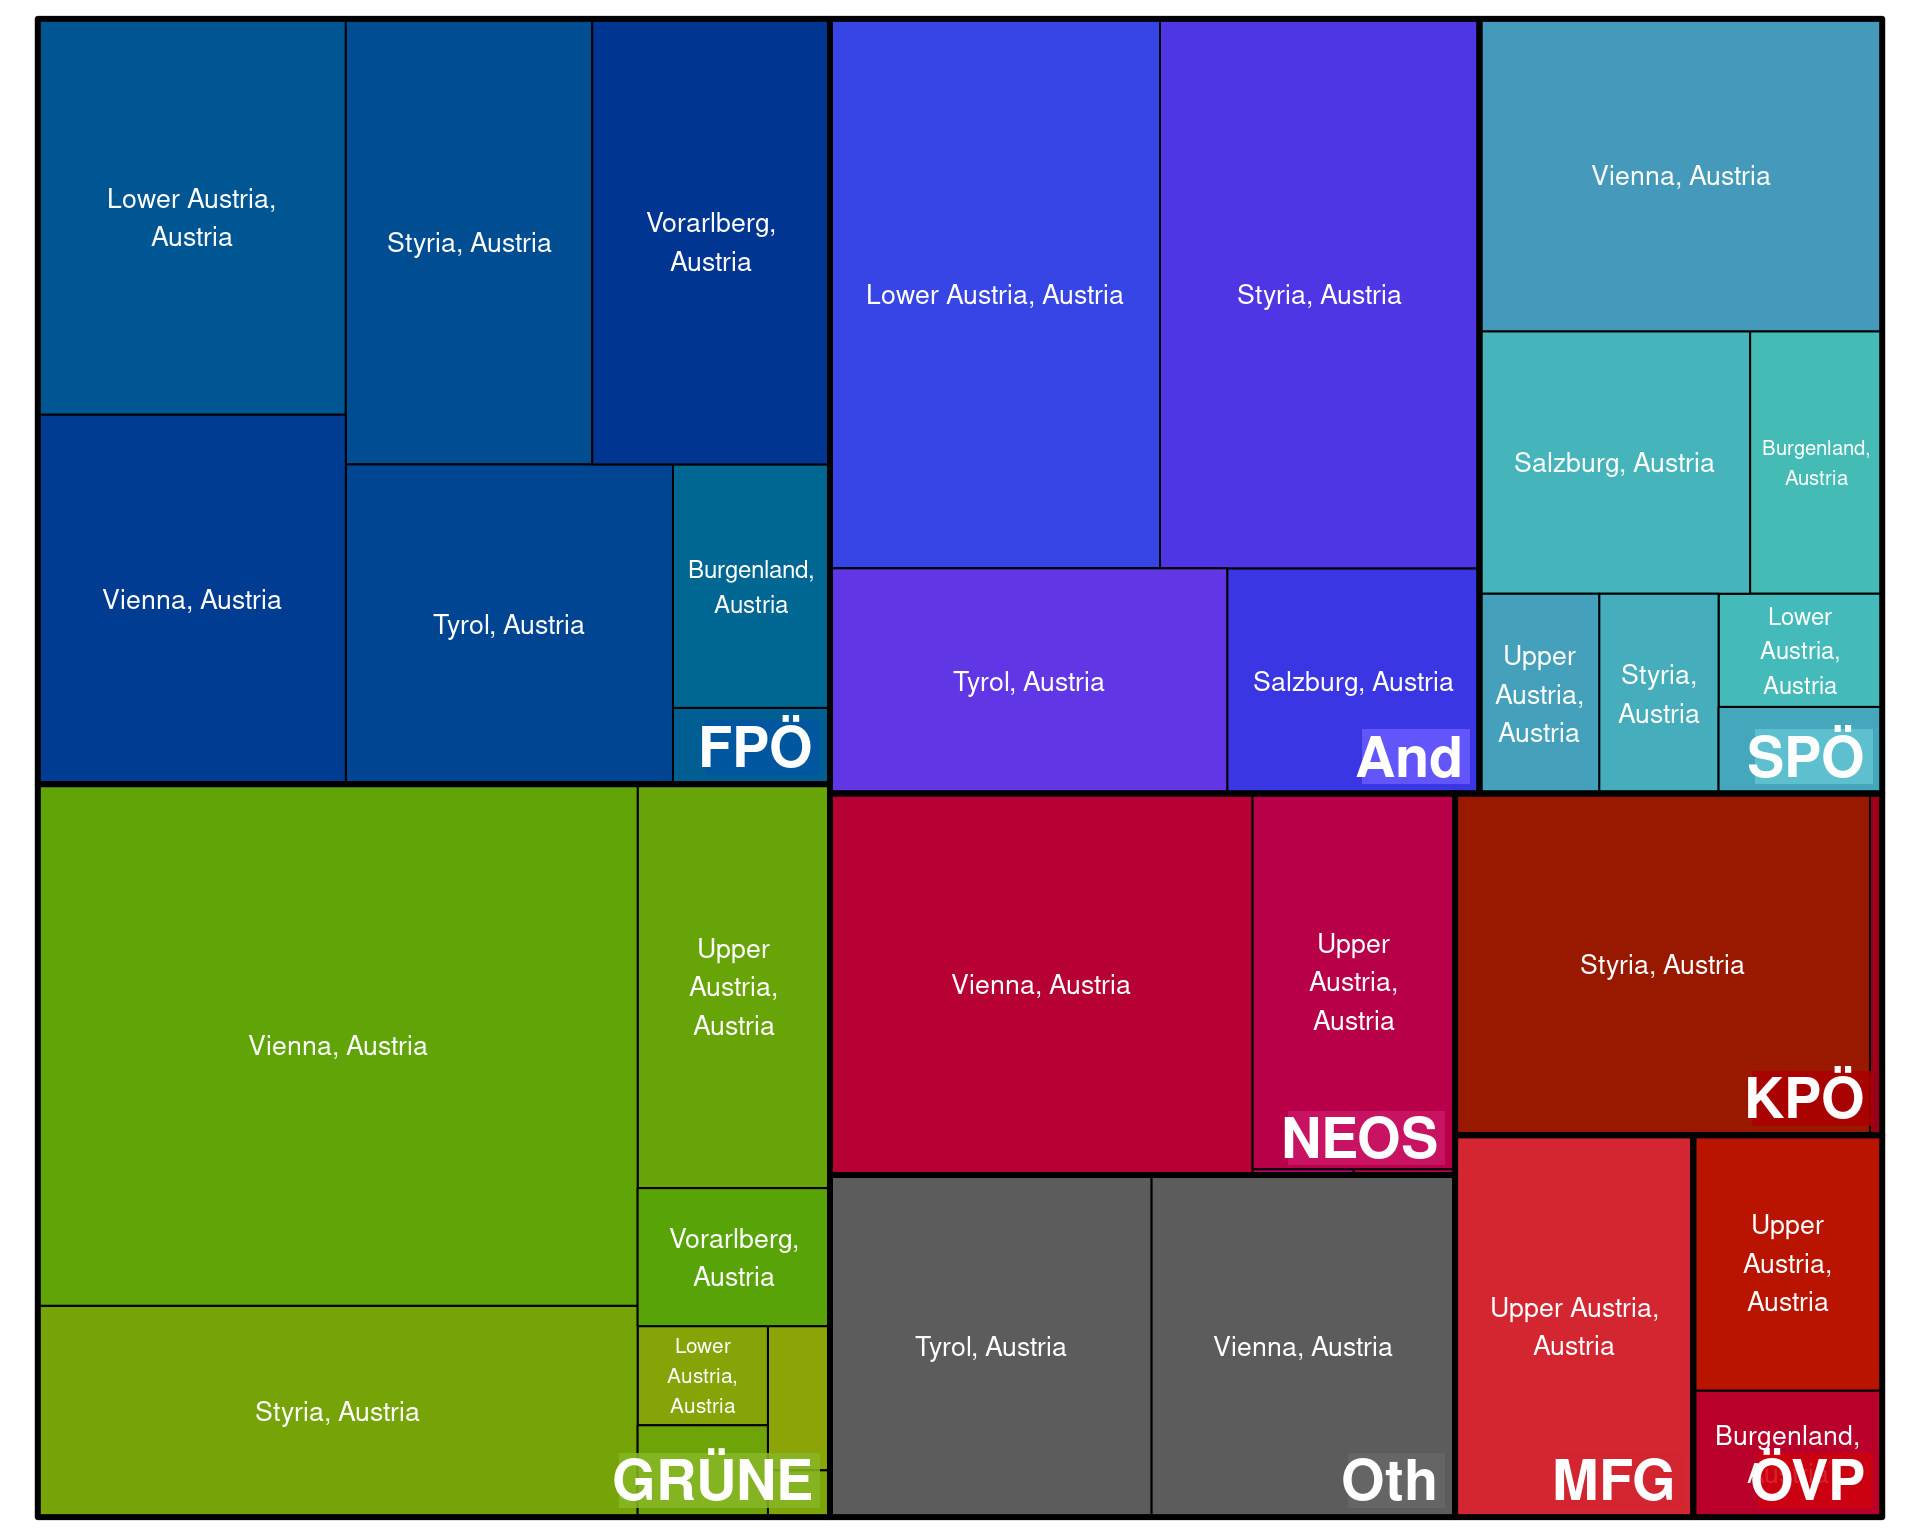 Lower Austria,
Austria
Styria, Austria
Vorarlberg,
Austria
Vienna, Austria
Tyrol, Austria
Burgenland,
Austria
FPÖ
Lower Austria, Austria
Styria, Austria
Tyrol, Austria
Salzburg, Austria
And
Vienna, Austria
Salzburg, Austria
Burgenland,
Austria
Upper
Austria,
Austria
Styria,
Austria
Lower
Austria,
Austria
SPÖ
Vienna, Austria
Upper
Austria,
Austria
Vorarlberg,
Austria
Styria, Austria
Lower
Austria,
Austria
GRÜNE
Vienna, Austria
Upper
Austria,
Austria
NEOS
Styria, Austria
KPÖ
Tyrol, Austria
Vienna, Austria
Oth
Upper Austria,
Austria
MFG
Upper
Austria,
Austria
Burgenland,
ÖVP